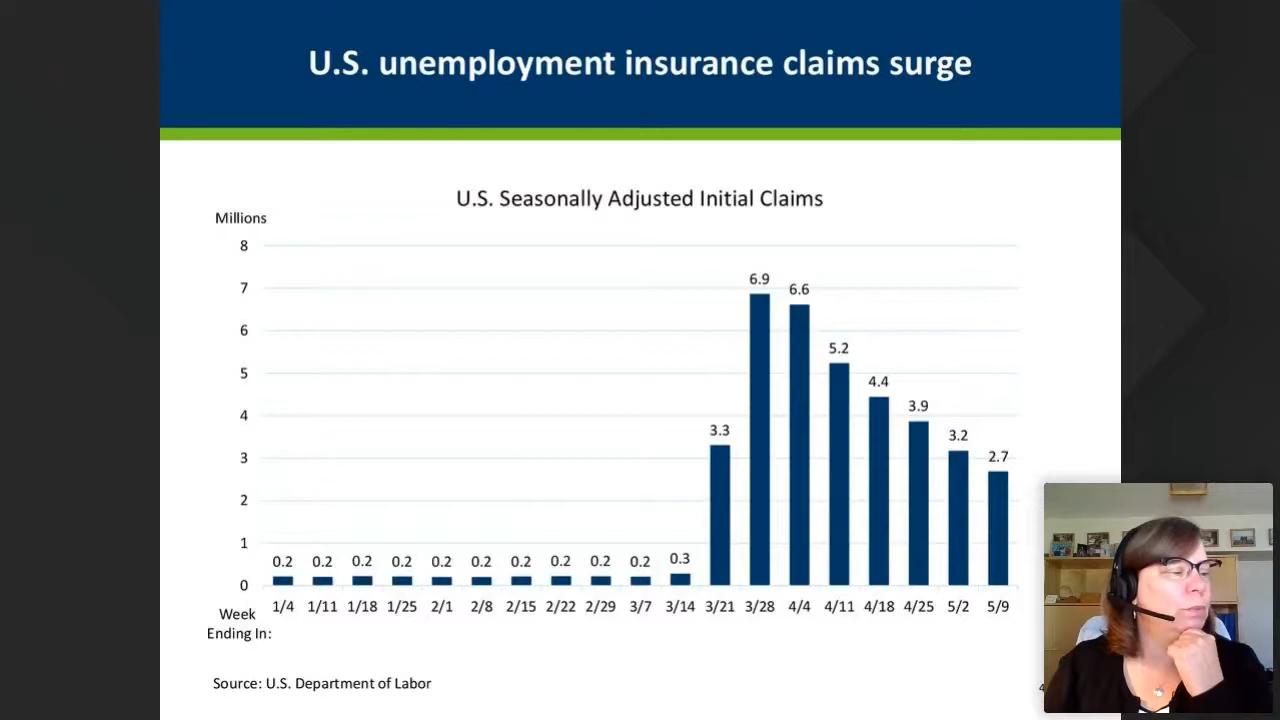 U.S. unemployment insurance claims surge
U.S. Seasonally Adjusted Initial Claims
Millions
8
7
6
5
4
3
2
1
0
0.2 0.2 0.2 0.2 0.2 0.2 0.2 0.2 0.2 0.2 0.3 3.3 6.9 6.6 5.2 4.4 3.9 3.2 2.7
1/4 1/11 1/18 1/25 2/1 2/8 2/15 2/22 2/29 3/7 3/14 3/21 3/28 4/4 4/11 4/18 4/25 5/2 5/9
Week
Ending In:
Source: U.S. Department of Labor
4